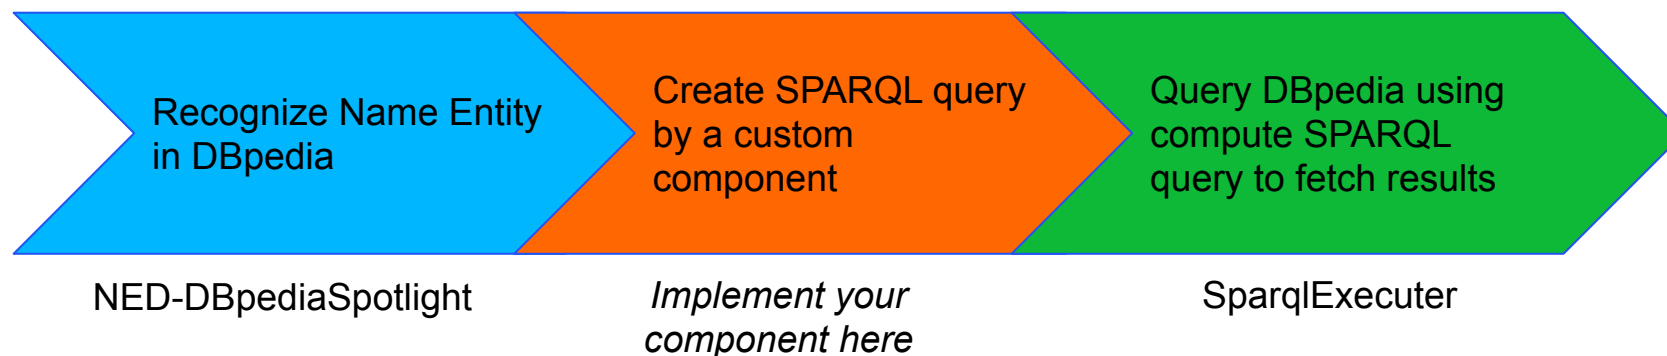 Recognize Name Entity
in DBpedia
Create SPARQL query
by a custom
component
Query DBpedia using
compute SPARQL
query to fetch results
NED-DBpediaSpotlight
Implement your
component here
SparqlExecuter